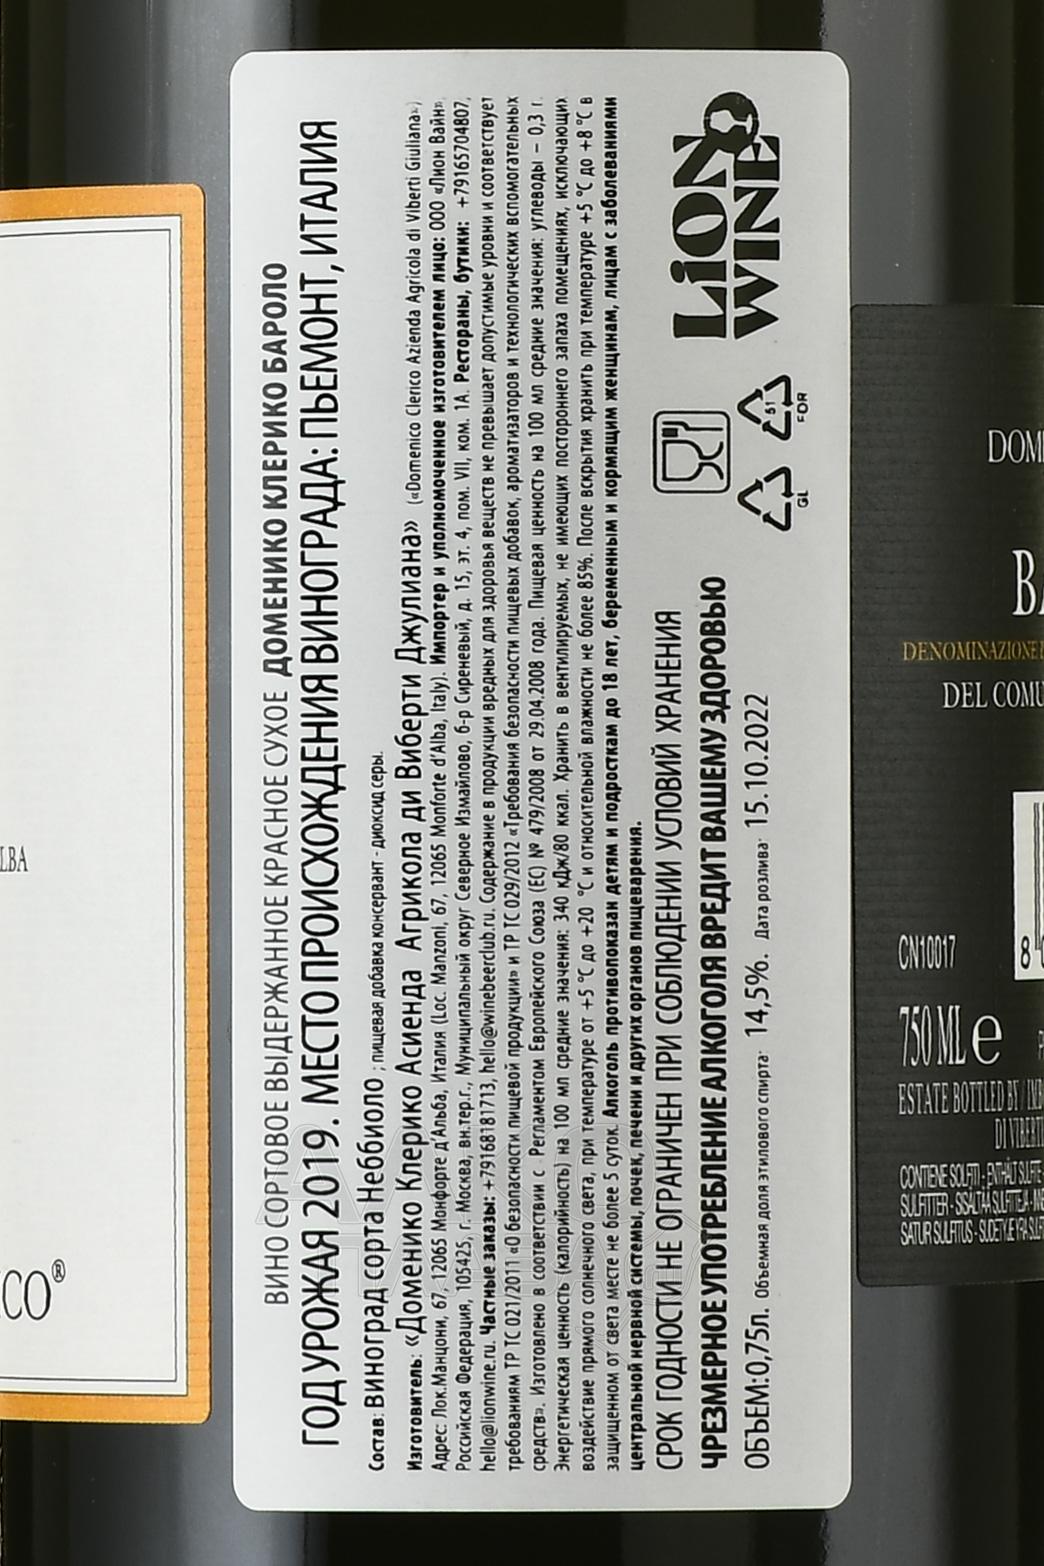 ВИНО СОРТОВОЕ ВЫДЕРЖАННОЕ КРАСНОЕ СУХОЕ ДОМЕНИКО КЛЕРИКО БАРОЛО
ГОД УРОЖАЯ 2019. МЕСТО ПРОИСХОЖДЕНИЯ ВИНОГРАДА: ПЬЕМОНТ, ИТАЛИЯ
Состав: Виноград сорта Неббиоло ; пищевая добавка консервант - диоксид серы.
Изготовитель: «Доменико Клерико Асиенда Агрикола ди Виберти Джулиана» («Domenico Clerico Azienda Agricola di Viberti Giuliana»)
Адрес: Лок.Манцони, 67, 12065 Монфорте д'Альба, Италия (Loc. Manzoni, 67, 12065 Monforte d'Alba, Italy). Импортер и уполномоченное изготовителем лицо: ООО «Лион Вайн»,
Российская Федерация, 105425, г. Москва, вн.тер.г., Муниципальный округ Северное Измайлово, б-р Сиреневый, д. 15, эт. 4, пом. VII, ком. 1А. Рестораны, бутики: +79165704807,
hello@lionwine.ru. Частные заказы: +79168181713, hello@winebeerclub.ru. Содержание в продукции вредных для здоровья веществ не превышает допустимые уровни и соответствует
требованиям ТР ТС 021/2011 «О безопасности пищевой продукции» и ТР ТС 029/2012 «Требования безопасности пищевых добавок, ароматизаторов и технологических вспомогательных
средств». Изготовлено в соответствии с Регламентом Европейского Союза (ЕС) № 479/2008 от 29.04.2008 года. Пищевая ценность на 100 мл средние значения: углеводы – 0,3 г.
Энергетическая ценность (калорийность) на 100 мл средние значения: 340 кДж/80 ккал. Хранить в вентилируемых, не имеющих постороннего запаха помещениях, исключающих
воздействие прямого солнечного света, при температуре от +5 °С до +20 °С и относительной влажности не более 85%. После вскрытия хранить при температуре +5 °С до +8 °С в
защищенном от света месте не более 5 суток. Алкоголь противопоказан детям и подросткам до 18 лет, беременным и кормящим женщинам, лицам с заболеваниями
центральной нервной системы, почек, печени и других органов пищеварения.
СРОК ГОДНОСТИ НЕ ОГРАНИЧЕН ПРИ СОБЛЮДЕНИИ УСЛОВИЙ ХРАНЕНИЯ
ЧРЕЗМЕРНОЕ УПОТРЕБЛЕНИЕ АЛКОГОЛЯ ВРЕДИТ ВАШЕМУ ЗДОРОВЬЮ
ОБЪЕМ:0,75л. Объемная доля этилового спирта: 14,5%. Дата розлива: 15.10.2022
GL
51
FOR
LiON
WINE
LBA
CO®
DOM
BA
DENOMINAZIONE
DEL COMU
CN10017
8
750 ML e
ESTATE BOTTLED BY
DI VIBERTI
CONTIENE SOLFITI - ENTHÄLT SULFITE
SULFITTER - SISÄLTÄÄ SULFIITTEJA
SATUR SULFITUS